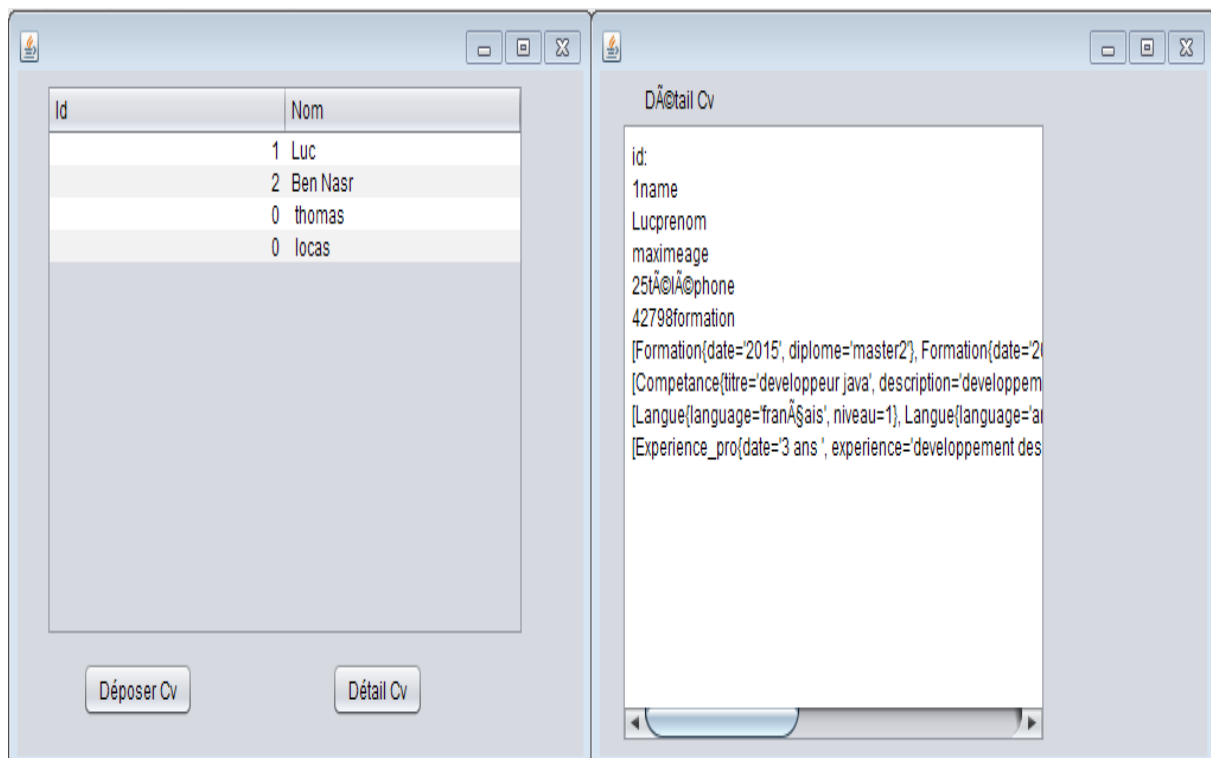 Id Nom
1 Luc
2 Ben Nasr
0 thomas
0 locas
Déposer Cv Détail Cv
DÃ©tail Cv
id:
1name
Lucprenom
maximeage
25tÃ©lÃ©phone
42798formation
[Formation{date='2015', diplome='master2'}, Formation{date='20
[Competance{titre='developpeur java', description='developpem
[Langue{language='franÃ§ais', niveau=1}, Langue{language='ar
[Experience_pro{date='3 ans ', experience='developpement des